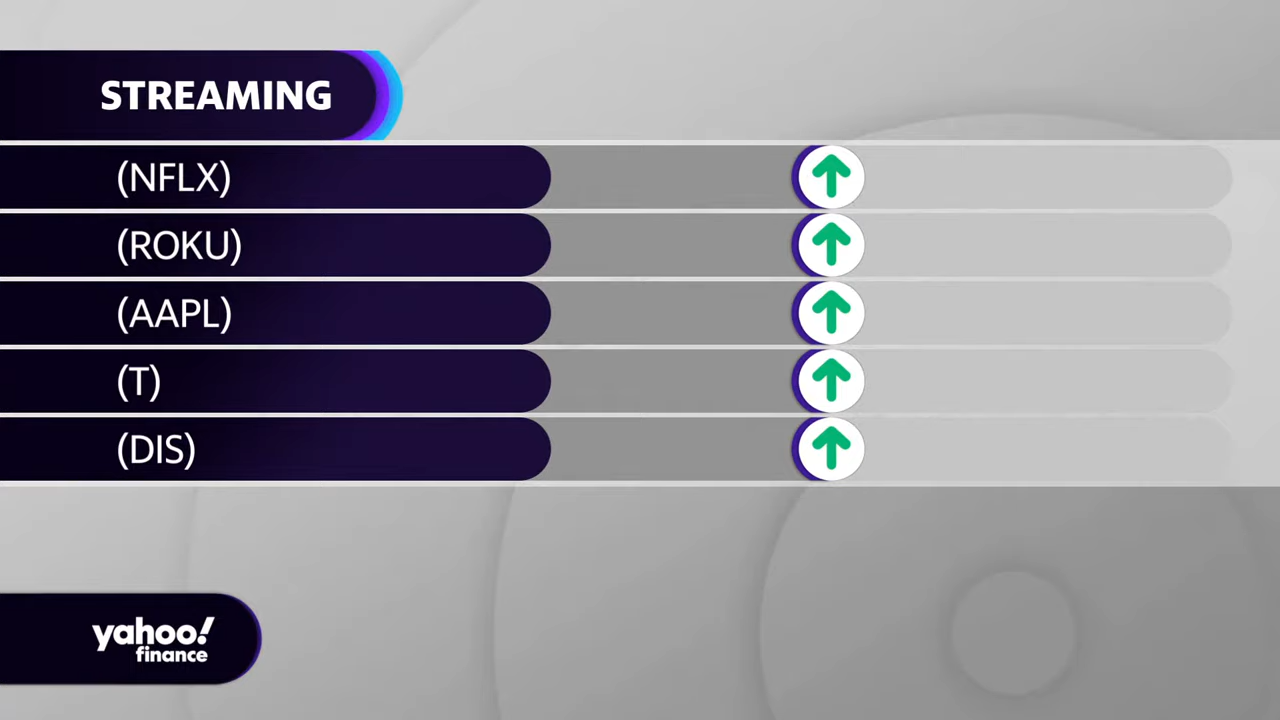 STREAMING
(NFLX)
(ROKU)
(AAPL)
(T)
(DIS)
yahoo!
finance